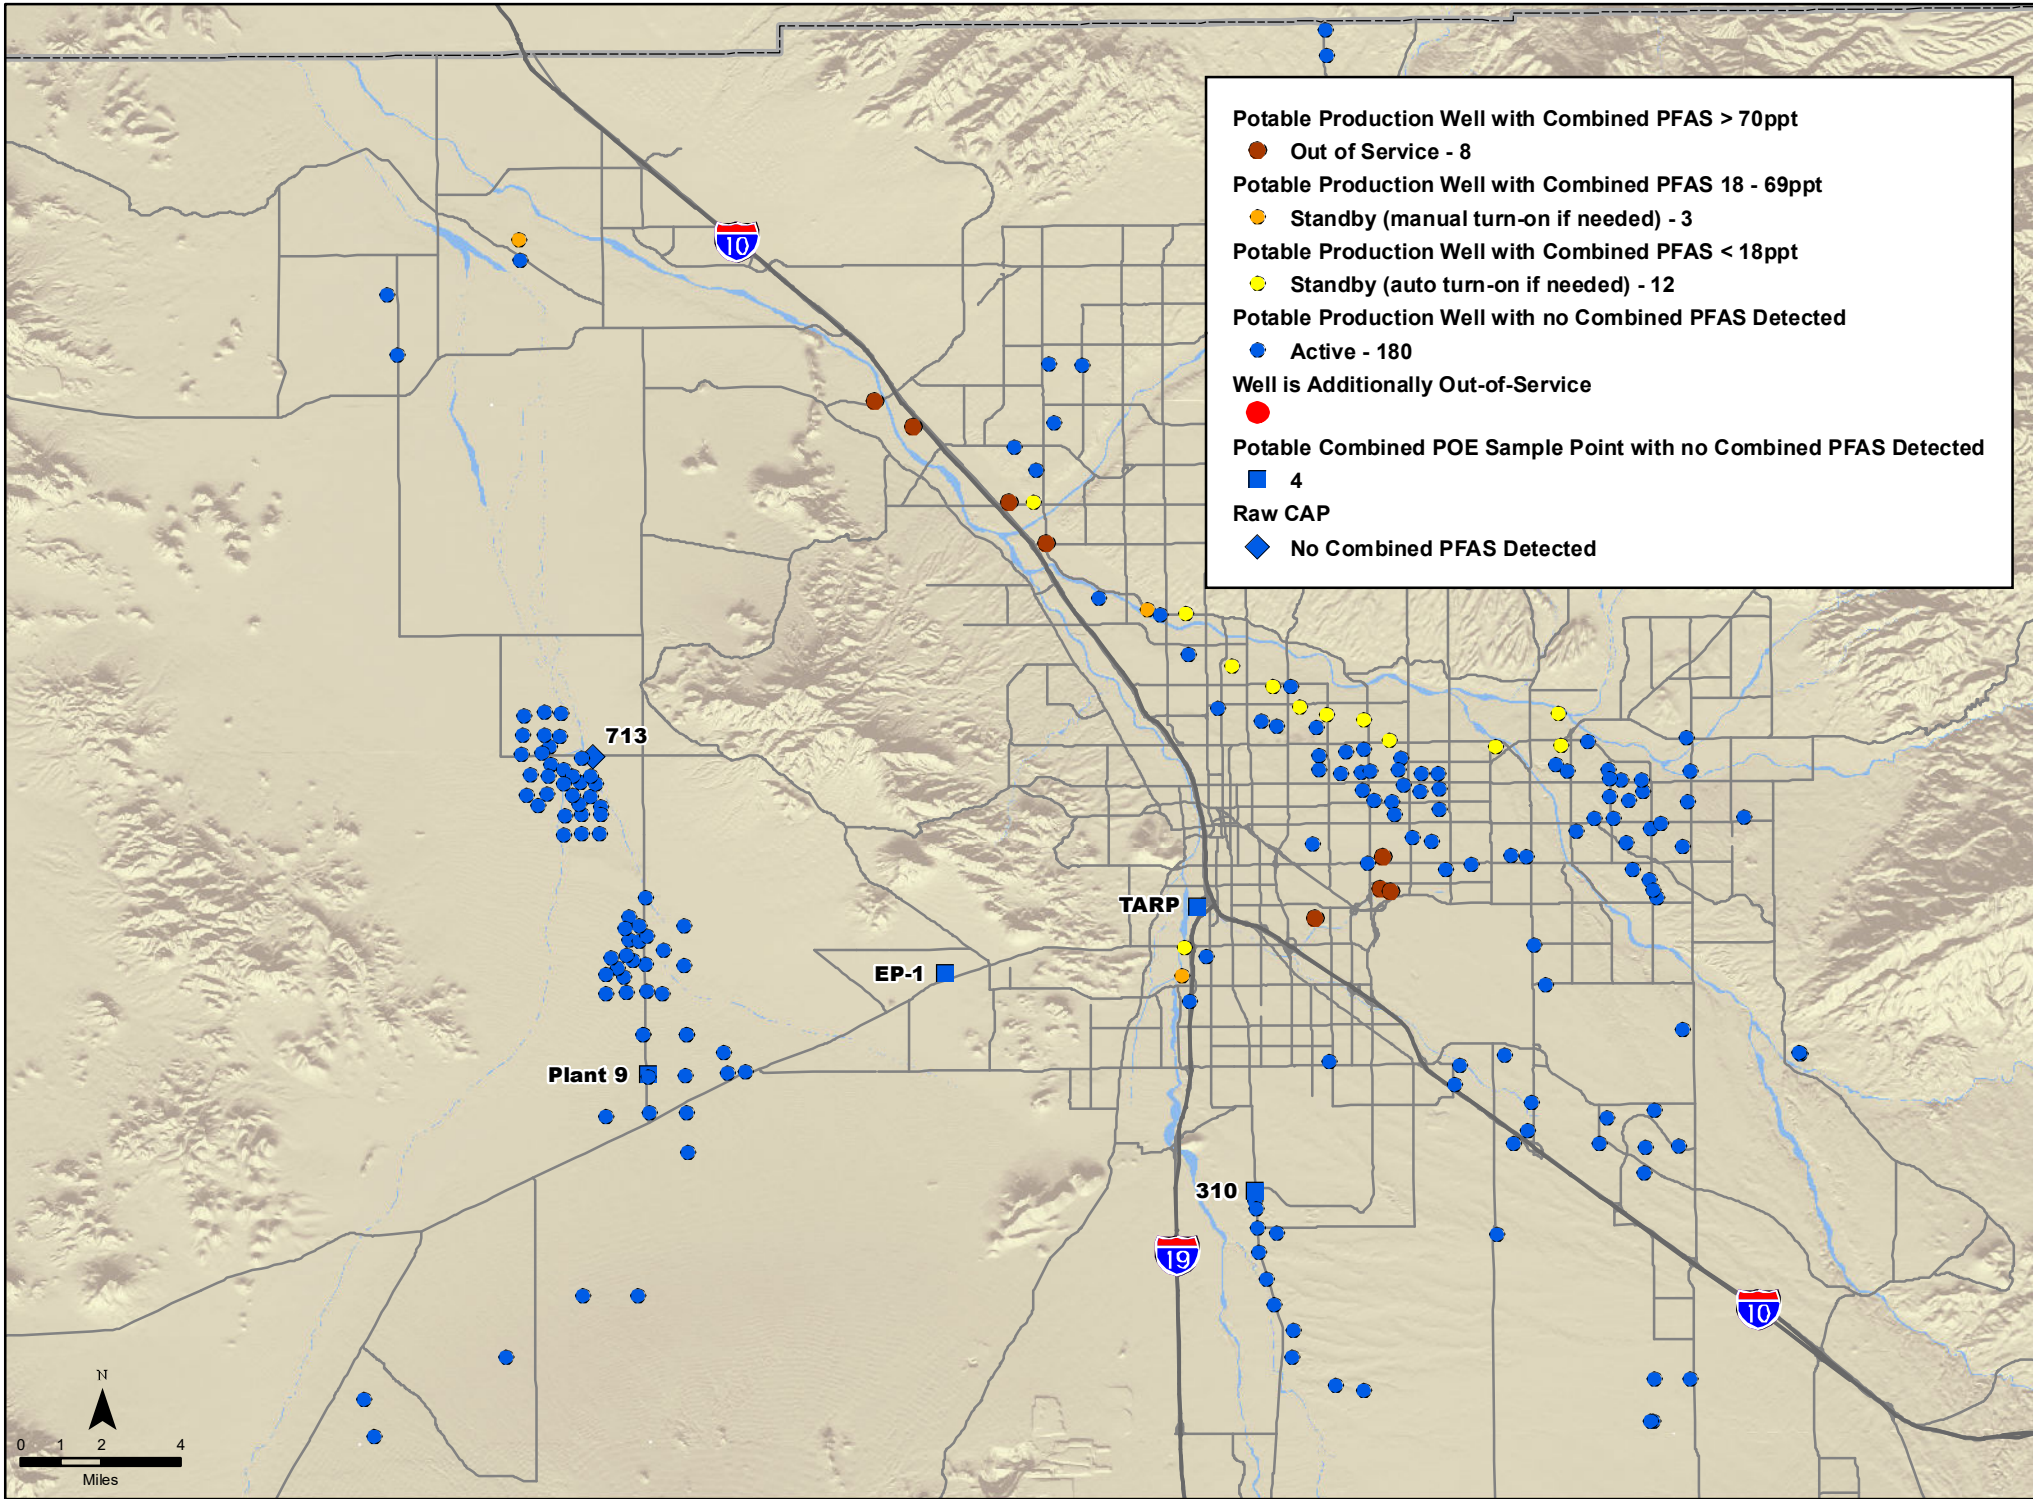 Potable Production Well with Combined PFAS > 70ppt
Out of Service - 8
Potable Production Well with Combined PFAS 18 - 69ppt
Standby (manual turn-on if needed) - 3
Potable Production Well with Combined PFAS < 18ppt
Standby (auto turn-on if needed) - 12
Potable Production Well with no Combined PFAS Detected
Active - 180
Well is Additionally Out-of-Service
Potable Combined POE Sample Point with no Combined PFAS Detected
4
Raw CAP
No Combined PFAS Detected
10
713
TARP
EP-1
Plant 9
310
19
10
N
0 1 2 4
Miles